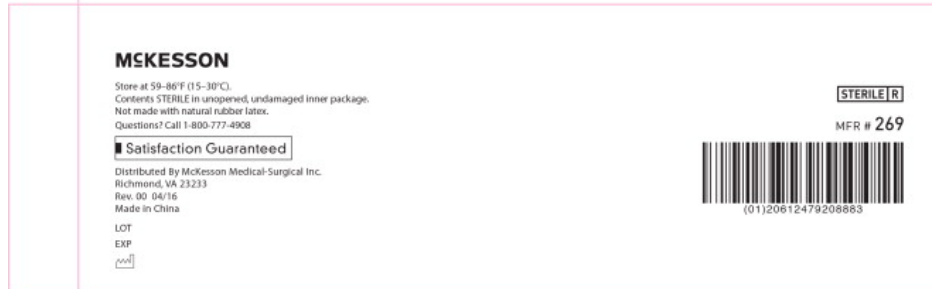 McKESSON
Store at 59–86°F (15–30°C).
Contents STERILE in unopened, undamaged inner package.
Not made with natural rubber latex.
Questions? Call 1-800-777-4908
Satisfaction Guaranteed
Distributed By McKesson Medical-Surgical Inc.
Richmond, VA 23233
Rev. 00 04/16
Made in China
LOT
EXP
STERILE R
MFR # 269
(01)20612479208883